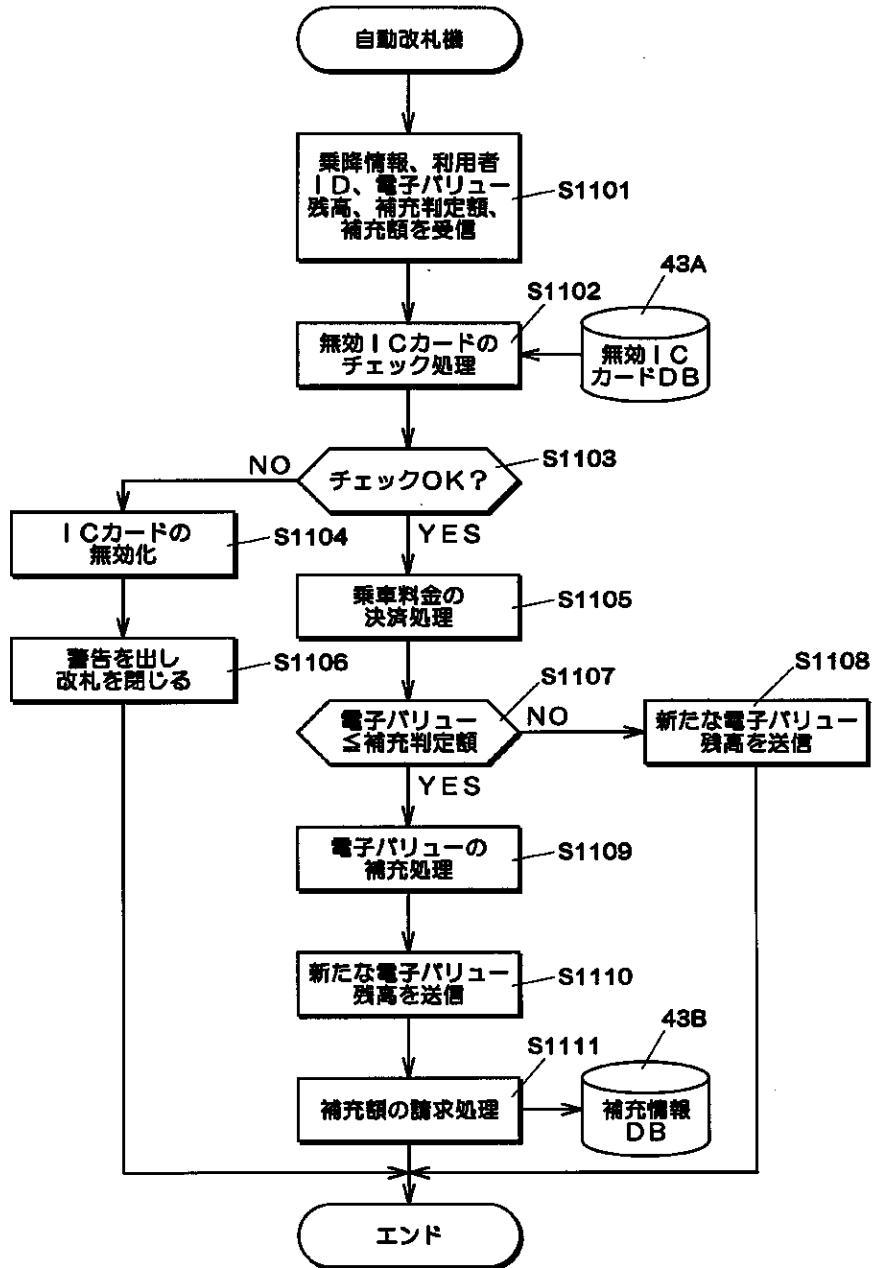 自動改札機
乗降情報、利用者
ID、電子バリュー
残高、補充判定額、
補充額を受信
S1101
S1102
43A
無効ICカードの
チェック処理
無効IC
カードDB
チェックOK?
S1103
NO
YES
ICカードの
無効化
S1104
乗車料金の
決済処理
S1105
警告を出し
改札を閉じる
S1106
電子バリュー
≦補充判定額
S1107
NO
YES
S1108
新たな電子バリュー
残高を送信
電子バリューの
補充処理
S1109
新たな電子バリュー
残高を送信
S1110
S1111
43B
補充額の請求処理
補充情報
DB
エンド